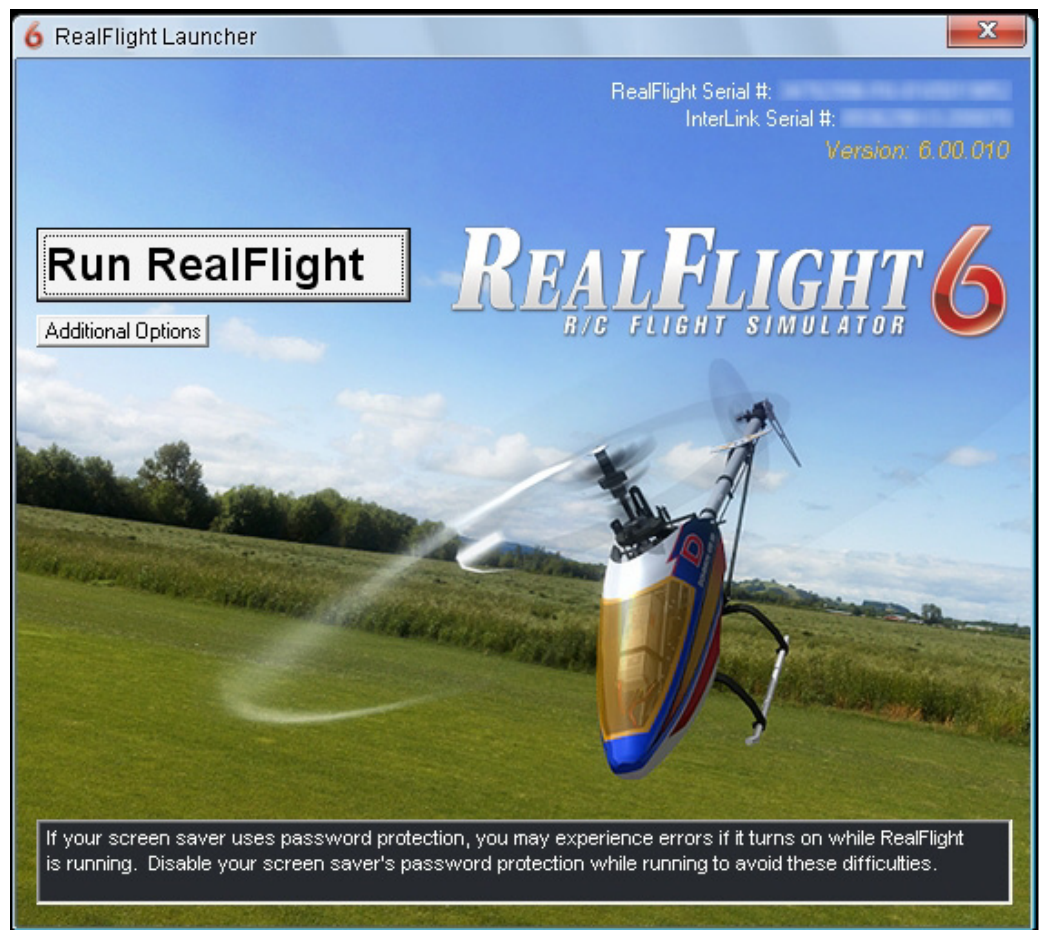 RealFlight Launcher
RealFlight Serial #:
InterLink Serial #:
Version: 6.00.010
Run RealFlight
REALFLIGHT 6
R/C FLIGHT SIMULATOR
Additional Options
D
If your screen saver uses password protection, you may experience errors if it turns on while RealFlight
is running. Disable your screen saver's password protection while running to avoid these difficulties.